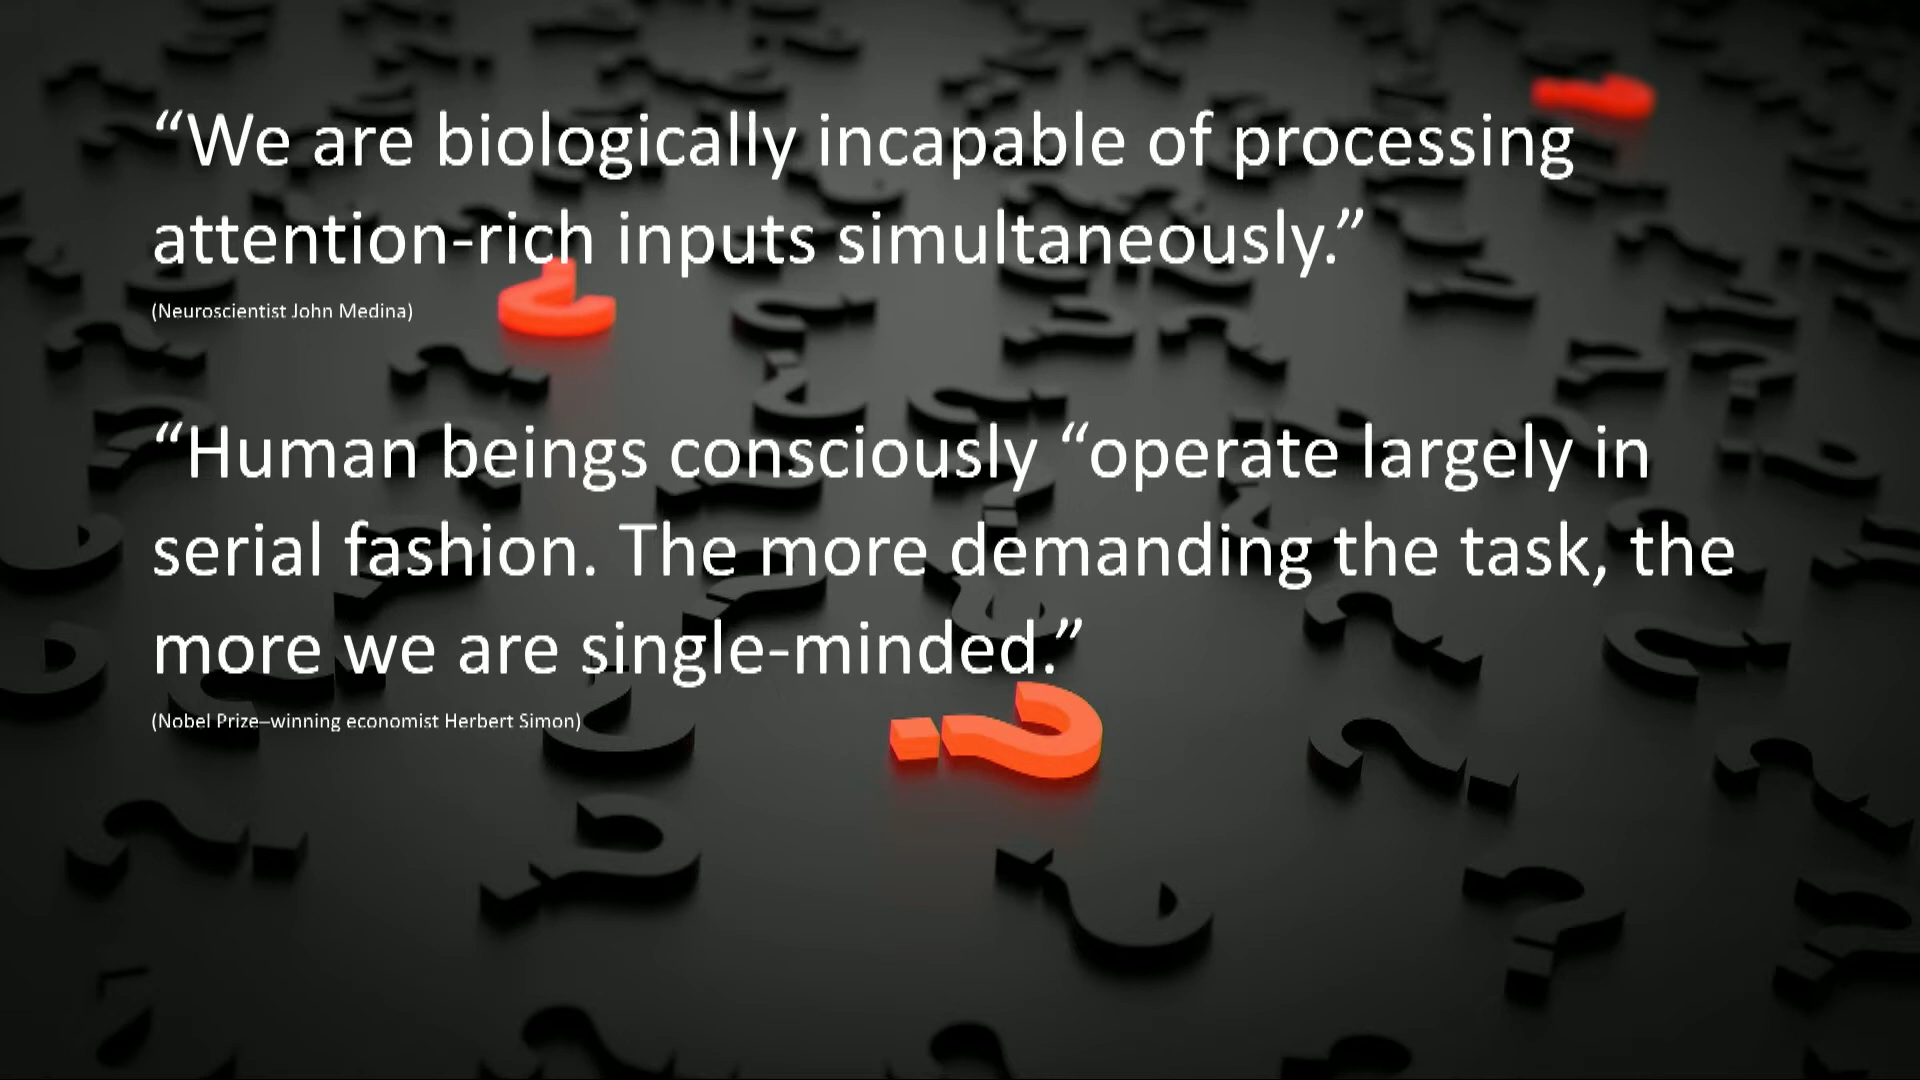 “We are biologically incapable of processing
attention-rich inputs simultaneously.”
(Neuroscientist John Medina)
“Human beings consciously “operate largely in
serial fashion. The more demanding the task, the
more we are single-minded.”
(Nobel Prize–winning economist Herbert Simon)